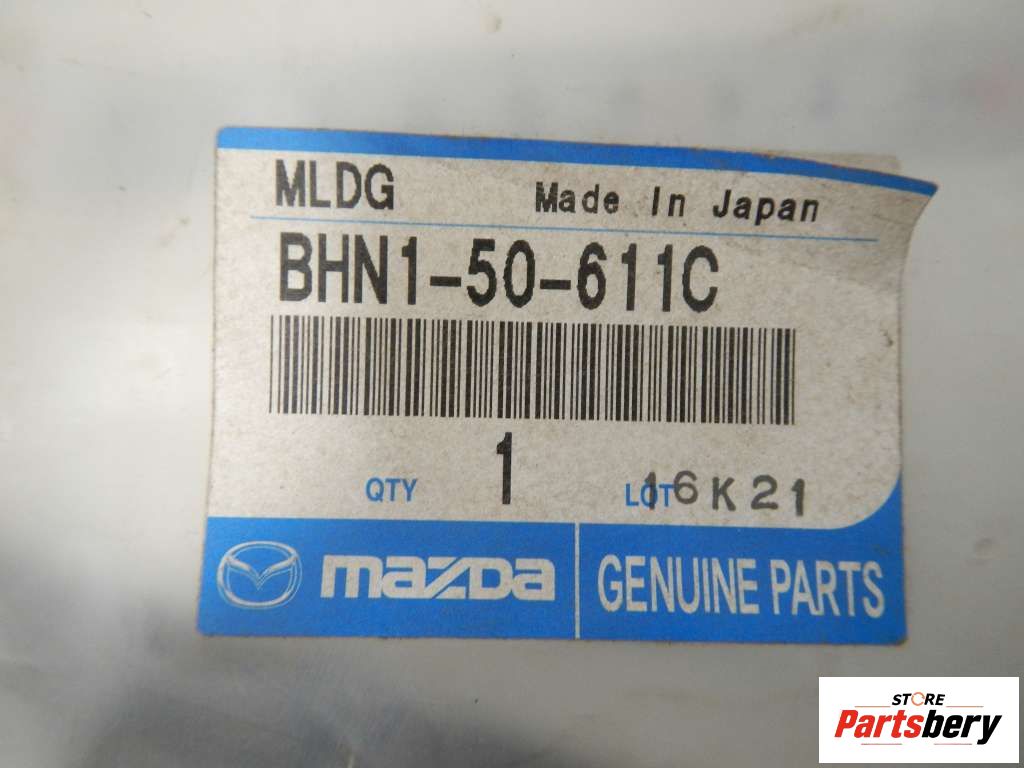 MLDG Made In Japan
BHN1-50-611C
QTY 1 LOT 16K21
mazDa GENUINE PARTS
STORE
Partsbery